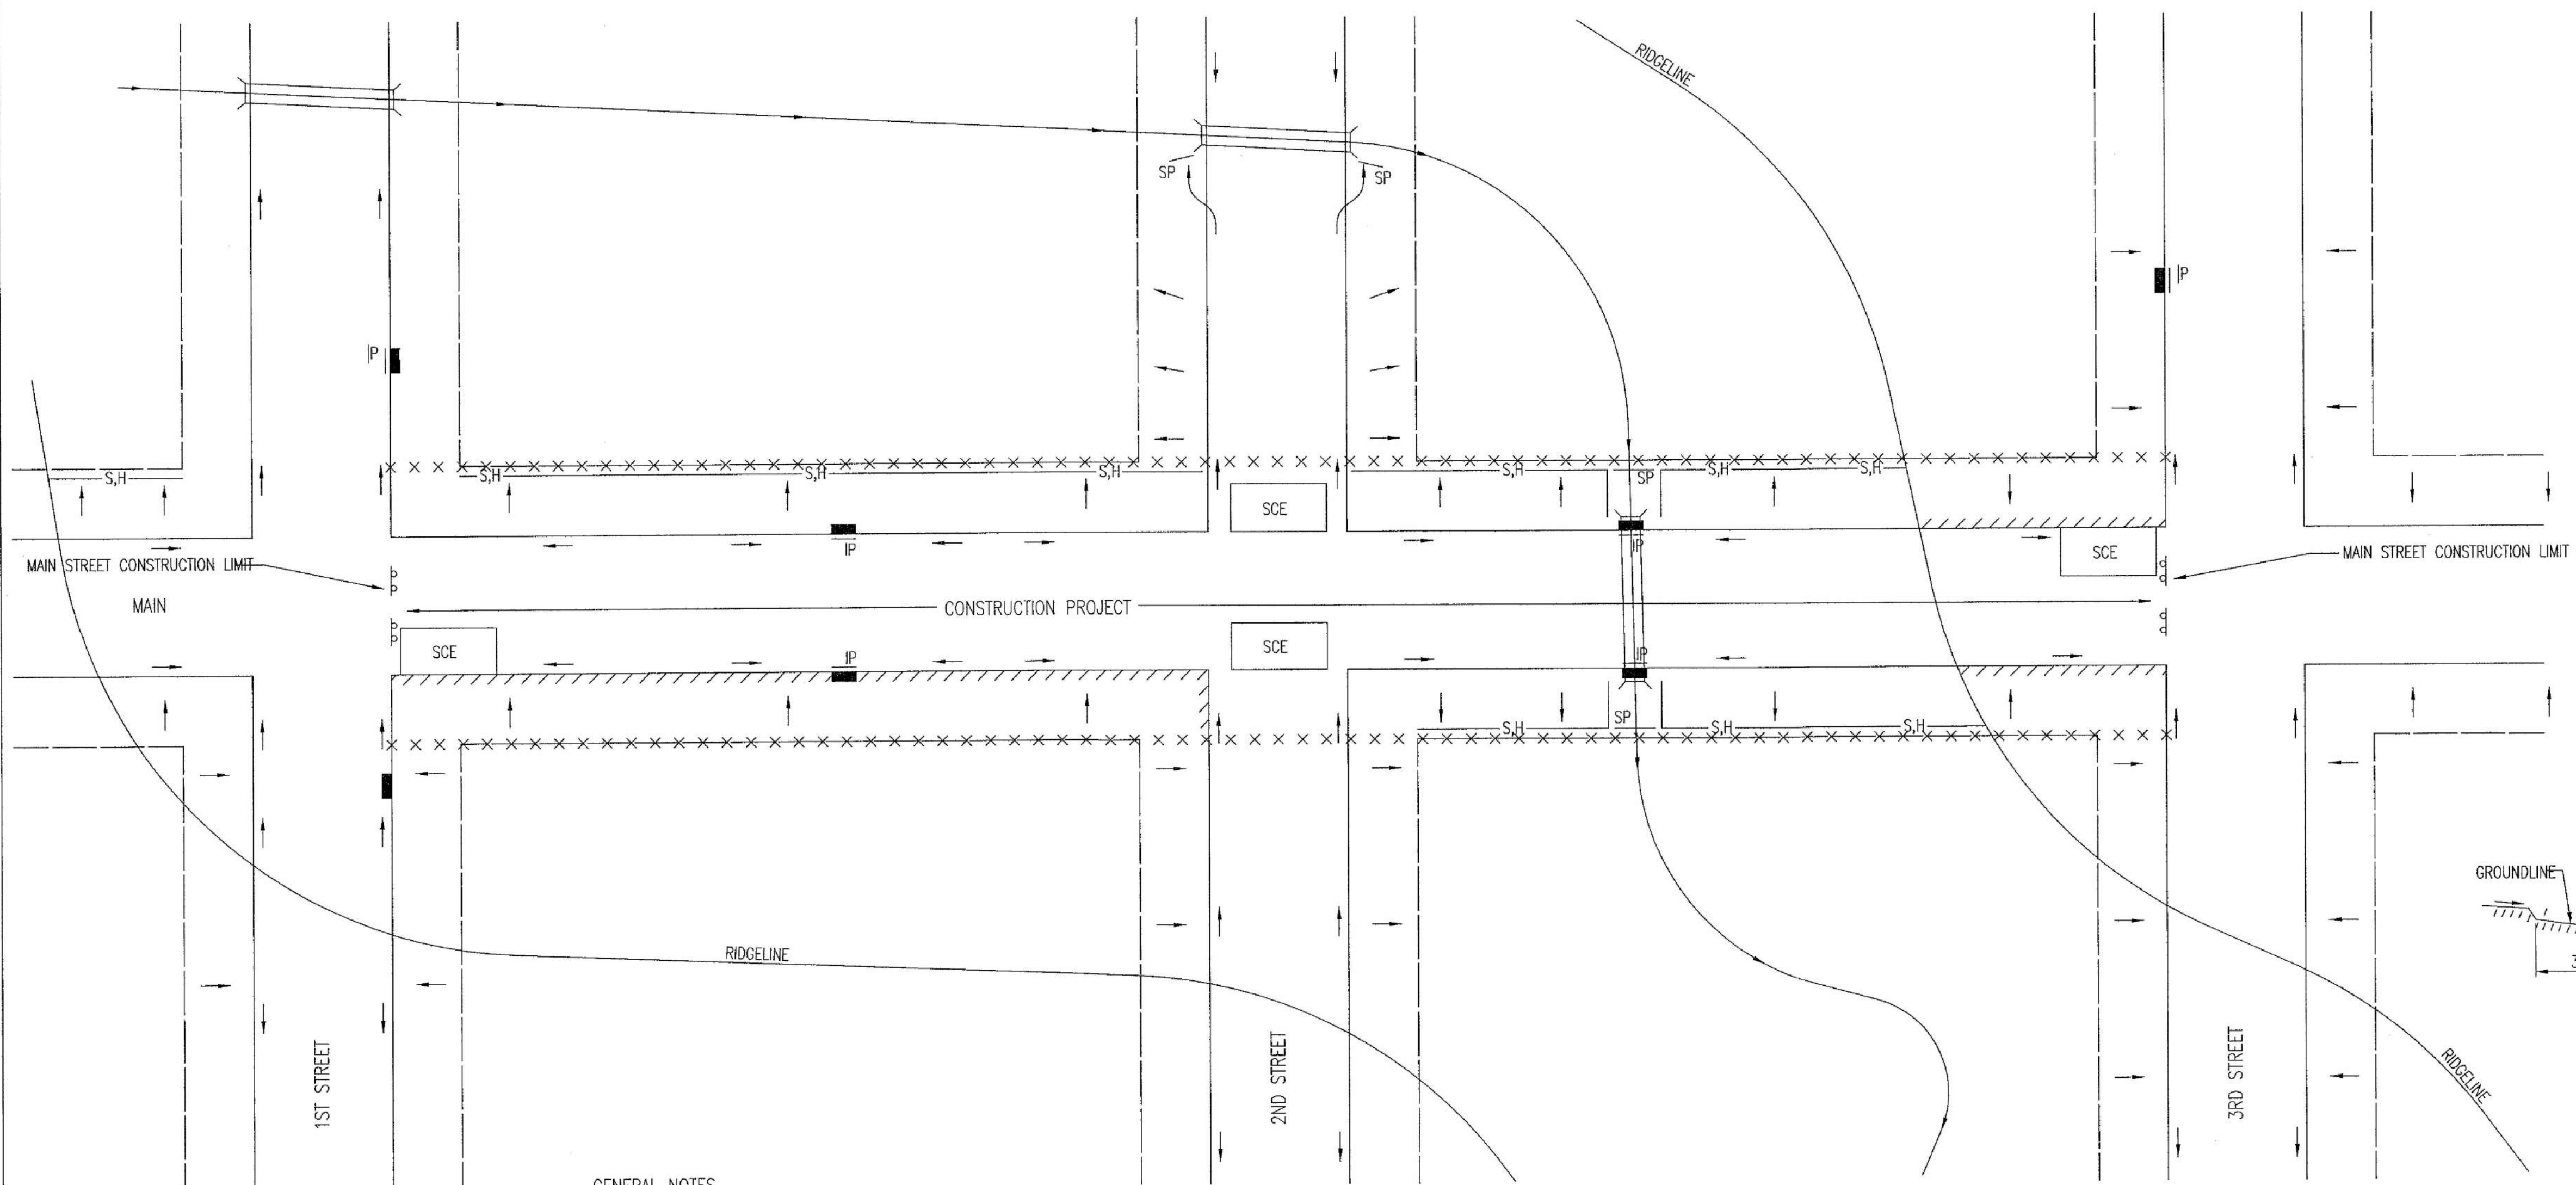 RIDGELINE
SP
SP
IP
IP
S,H
S,H
S,H
S,H
S,H
SP
S,H
S,H
SCE
IP
IP
SCE
MAIN STREET CONSTRUCTION LIMIT
MAIN STREET CONSTRUCTION LIMIT
MAIN
CONSTRUCTION PROJECT
SCE
SCE
IP
IP
SP
S,H
S,H
S,H
GROUNDLINE
3
RIDGELINE
1ST STREET
2ND STREET
3RD STREET
RIDGELINE
GENERAL NOTES